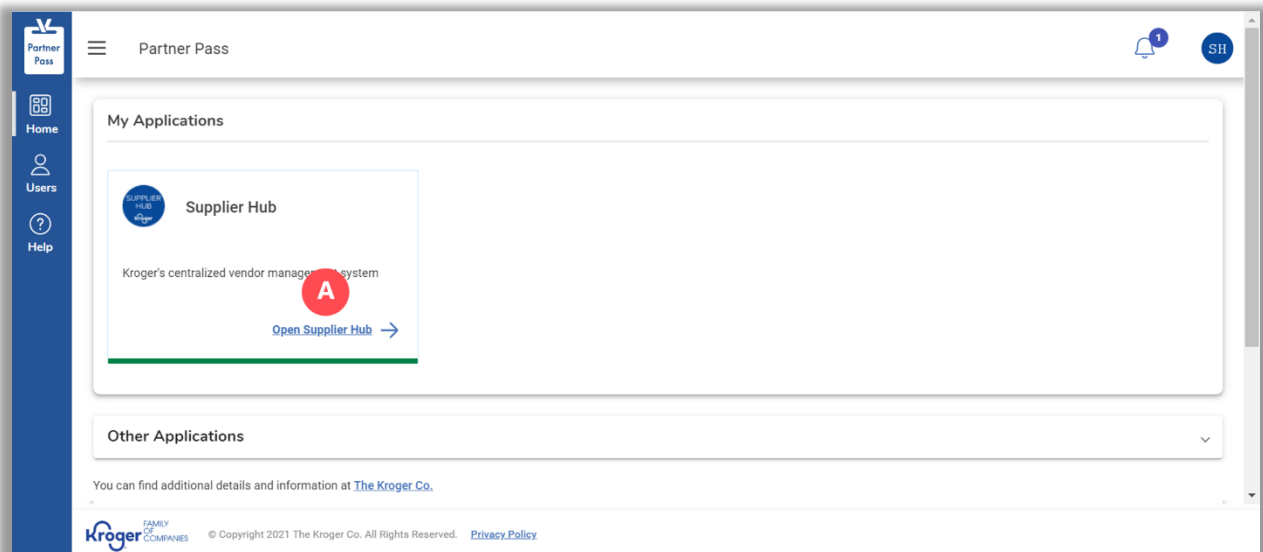 Partner
Pass
Partner Pass
1
SH
Home
Users
Help
My Applications
SUPPLIER
HUB
Kroger
Supplier Hub
Kroger's centralized vendor management system
A
Open Supplier Hub
Other Applications
You can find additional details and information at The Kroger Co.
Kroger FAMILY
OF
COMPANIES
© Copyright 2021 The Kroger Co. All Rights Reserved. Privacy Policy